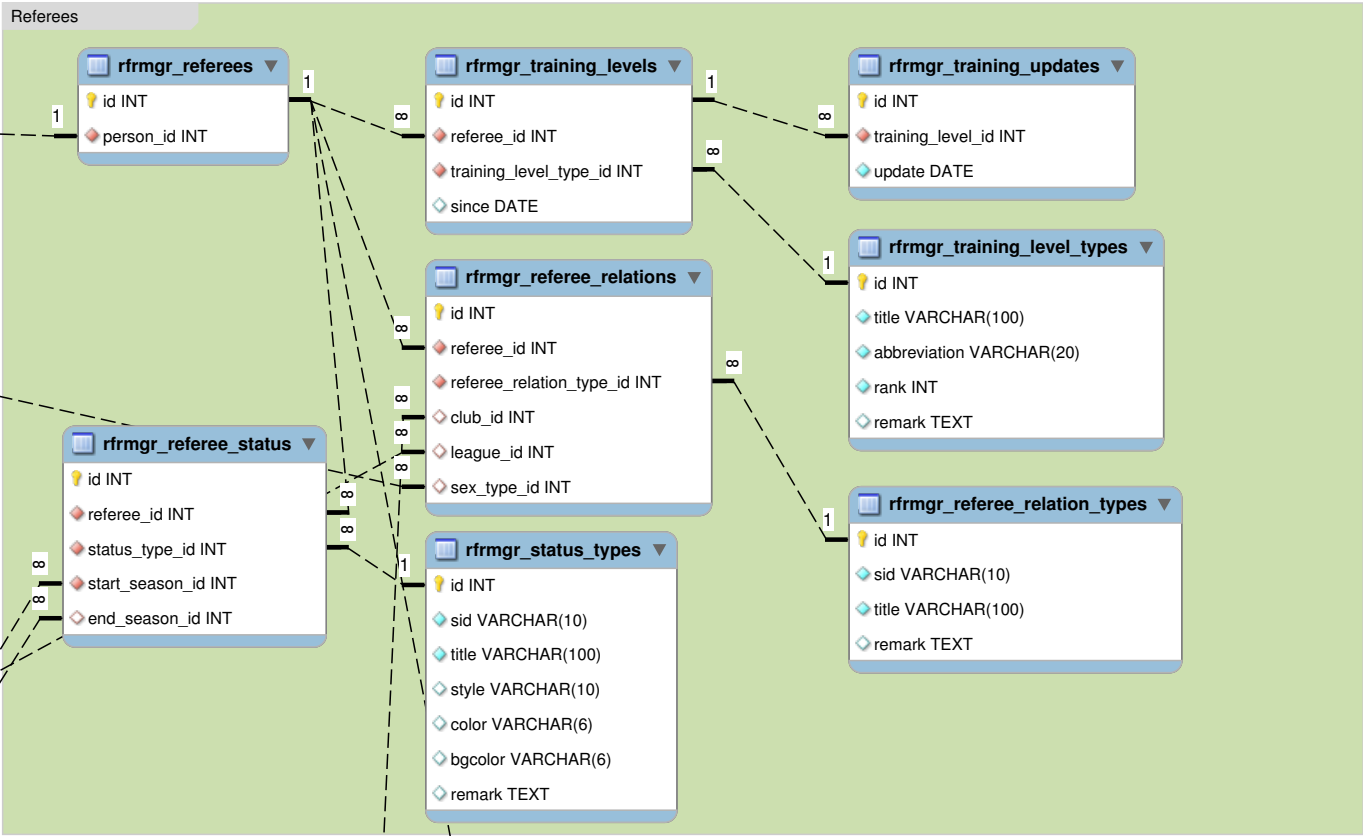 Referees
rfrmgr_referees
id INT
person_id INT
1
1
rfrmgr_training_levels
id INT
referee_id INT
training_level_type_id INT
since DATE
∞
1
∞
rfrmgr_training_updates
id INT
training_level_id INT
update DATE
∞
rfrmgr_training_level_types
id INT
title VARCHAR(100)
abbreviation VARCHAR(20)
rank INT
remark TEXT
1
rfrmgr_referee_relations
id INT
referee_id INT
referee_relation_type_id INT
club_id INT
league_id INT
sex_type_id INT
∞
∞
∞
∞
∞
rfrmgr_referee_status
id INT
referee_id INT
status_type_id INT
start_season_id INT
end_season_id INT
∞
∞
∞
∞
rfrmgr_status_types
id INT
sid VARCHAR(10)
title VARCHAR(100)
style VARCHAR(10)
color VARCHAR(6)
bgcolor VARCHAR(6)
remark TEXT
1
rfrmgr_referee_relation_types
id INT
sid VARCHAR(10)
title VARCHAR(100)
remark TEXT
1